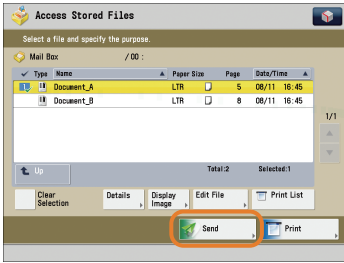 Access Stored Files
Select a file and specify the purpose.
Mail Box /00 :
✓ Type Name ▲ Paper Size Page Date/Time ▲
1 Document_A LTR 5 08/11 16:45
Document_B LTR 8 08/11 16:45
1/1
Up Total:2 Selected:1
Clear Selection Details Display Image Edit File Print List
Send Print